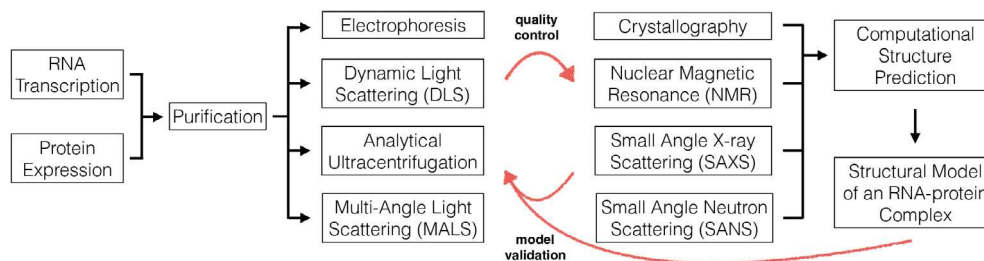 RNA
Transcription
Protein
Expression
Purification
Electrophoresis
Dynamic Light
Scattering (DLS)
Analytical
Ultracentrifugation
Multi-Angle Light
Scattering (MALS)
quality
control
model
validation
Crystallography
Nuclear Magnetic
Resonance (NMR)
Small Angle X-ray
Scattering (SAXS)
Small Angle Neutron
Scattering (SANS)
Computational
Structure
Prediction
Structural Model
of an RNA-protein
Complex